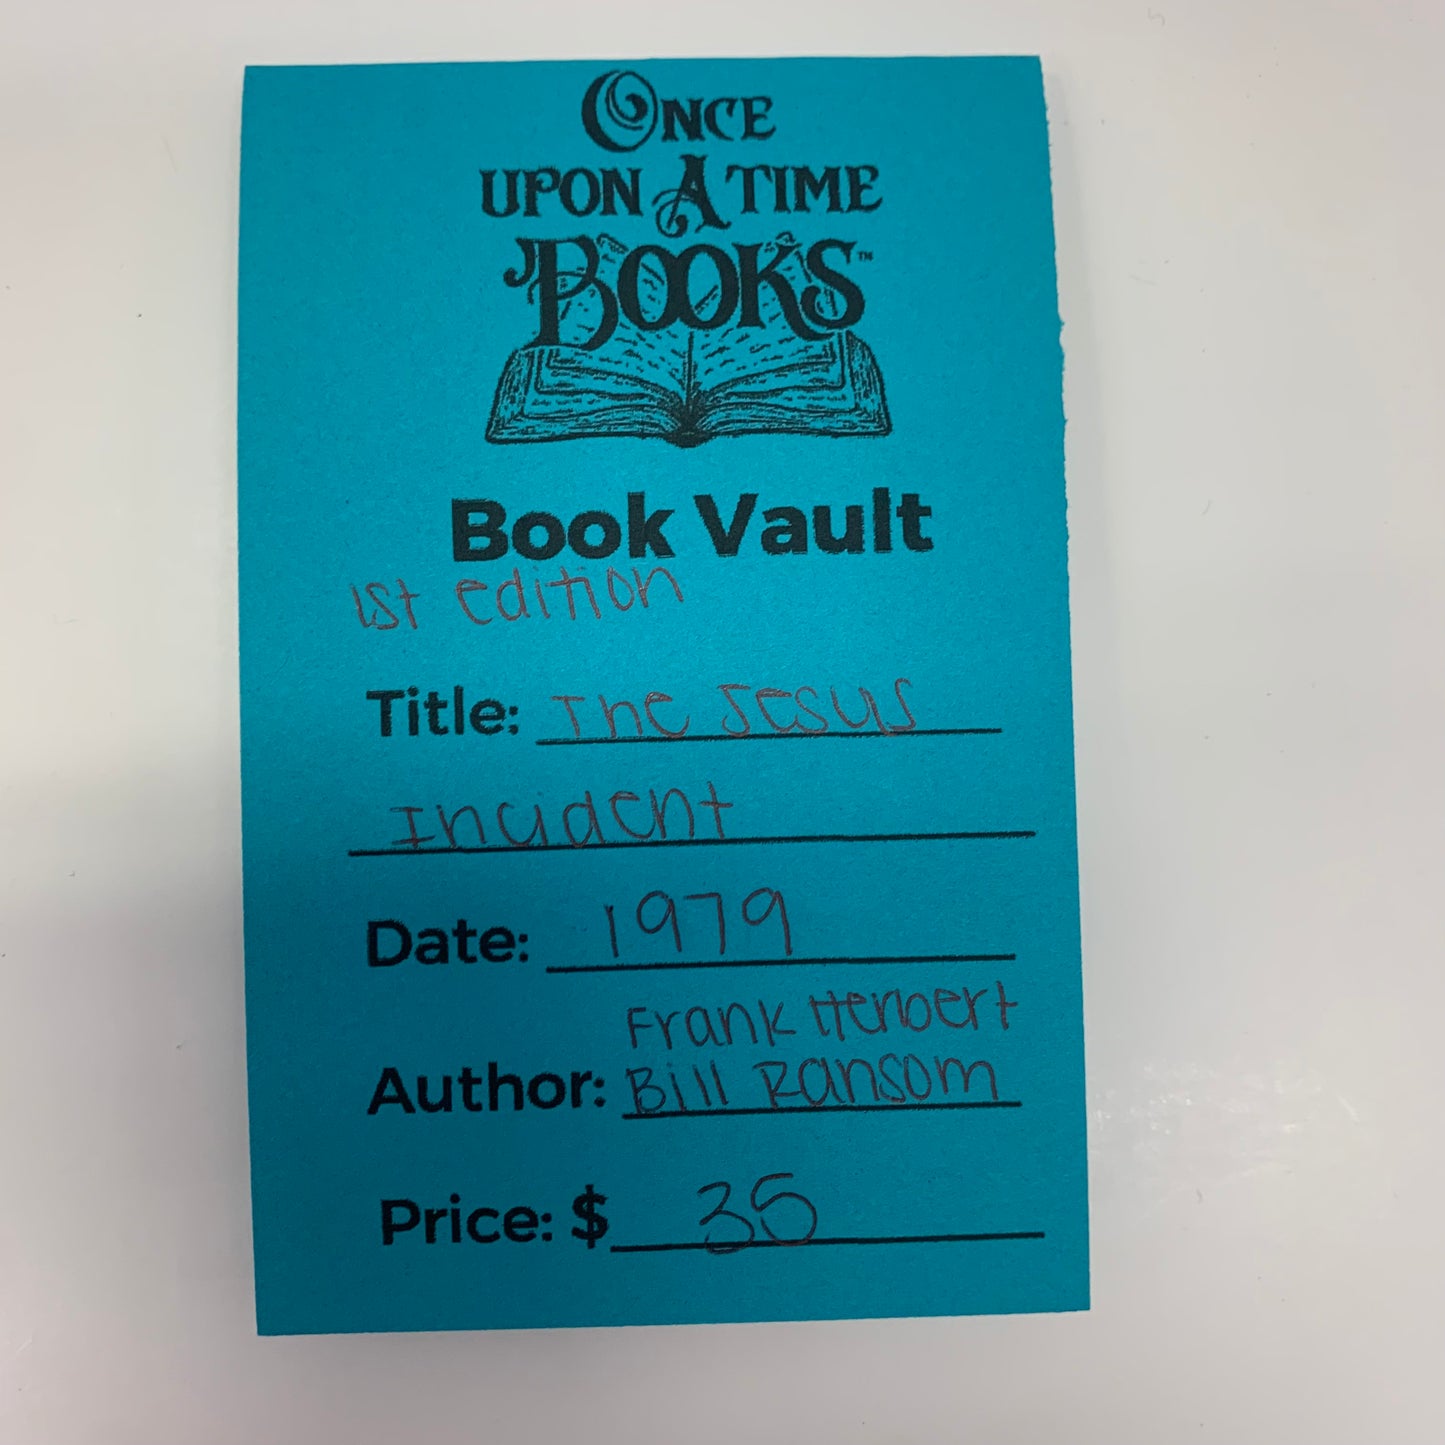 ONCE
UPON A TIME
BOOKS™
Book Vault
1st edition
Title: The Jesus
Incident
Date: 1979
Frank Herbert
Author: Bill Ransom
Price: $ 35